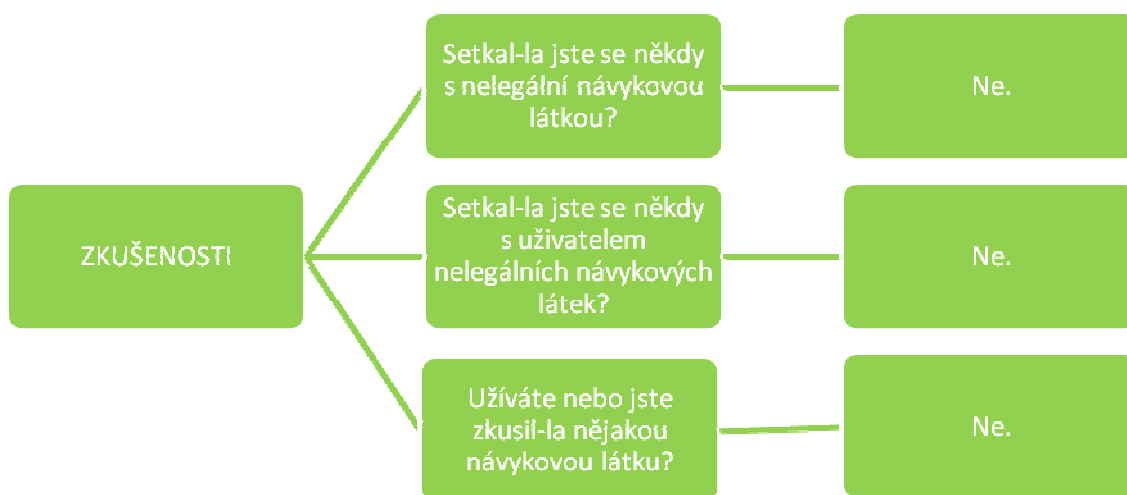 ZKUŠENOSTI
Setkal-la jste se někdy
s nelegální návykovou
látkou?
Ne.
Setkal-la jste se někdy
s uživatelem
nelegálních návykových
látek?
Ne.
Užíváte nebo jste
zkusil-la nějakou
návykovou látku?
Ne.